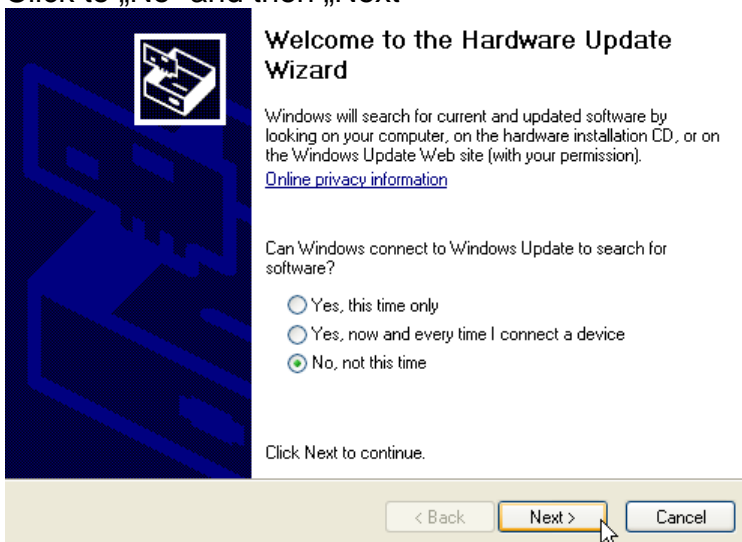 Click to „No“ and then „Next“
Welcome to the Hardware Update
Wizard
Windows will search for current and updated software by
looking on your computer, on the hardware installation CD, or on
the Windows Update Web site (with your permission).
Online privacy information
Can Windows connect to Windows Update to search for
software?
Yes, this time only
Yes, now and every time I connect a device
No, not this time
Click Next to continue.
< Back
Next >
Cancel